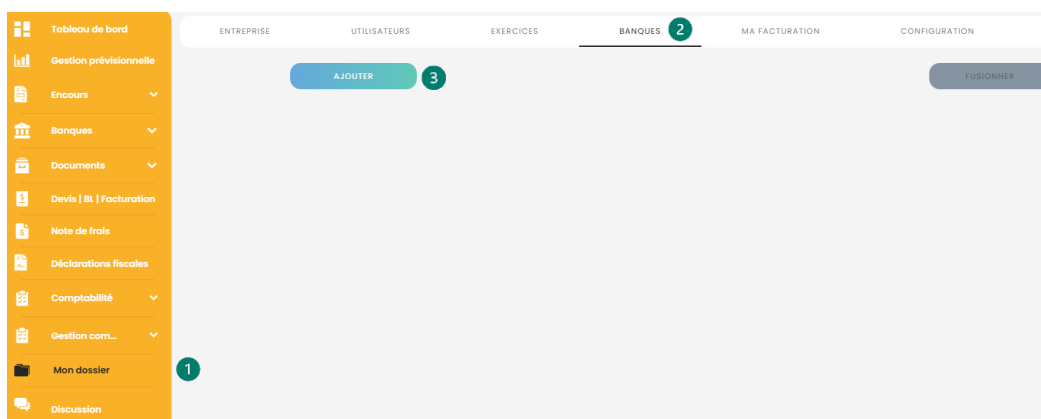 Tableau de bord
Gestion prévisionnelle
Encours
Banques
Documents
Devis | BL | Facturation
Note de frais
Déclarations fiscales
Comptabilité
Gestion com...
Mon dossier
1
Discussion
ENTREPRISE
UTILISATEURS
EXERCICES
BANQUES
2
MA FACTURATION
CONFIGURATION
AJOUTER
3
FUSIONNER